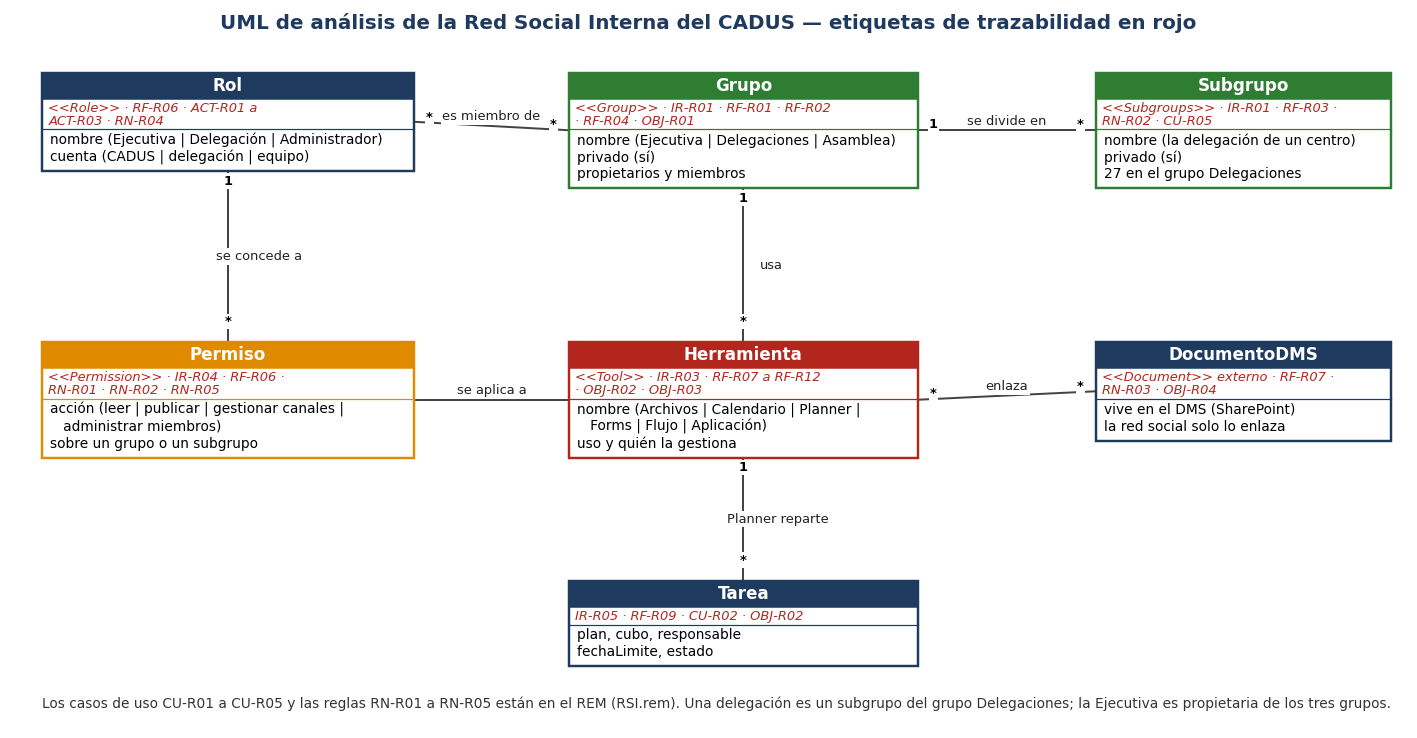 UML de análisis de la Red Social Interna del CADUS — etiquetas de trazabilidad en rojo
Rol
<<Role>> · RF-R06 · ACT-R01 a
ACT-R03 · RN-R04
nombre (Ejecutiva | Delegación | Administrador)
cuenta (CADUS | delegación | equipo)
* es miembro de *
Grupo
<<Group>> · IR-R01 · RF-R01 · RF-R02
· RF-R04 · OBJ-R01
nombre (Ejecutiva | Delegaciones | Asamblea)
privado (sí)
propietarios y miembros
1 se divide en *
Subgrupo
<<Subgroups>> · IR-R01 · RF-R03 ·
RN-R02 · CU-R05
nombre (la delegación de un centro)
privado (sí)
27 en el grupo Delegaciones
1
se concede a
*
1
usa
*
Permiso
<<Permission>> · IR-R04 · RF-R06 ·
RN-R01 · RN-R02 · RN-R05
acción (leer | publicar | gestionar canales |
administrar miembros)
sobre un grupo o un subgrupo
se aplica a
Herramienta
<<Tool>> · IR-R03 · RF-R07 a RF-R12
· OBJ-R02 · OBJ-R03
nombre (Archivos | Calendario | Planner |
Forms | Flujo | Aplicación)
uso y quién la gestiona
* enlaza *
DocumentoDMS
<<Document>> externo · RF-R07 ·
RN-R03 · OBJ-R04
vive en el DMS (SharePoint)
la red social solo lo enlaza
1
Planner reparte
*
Tarea
IR-R05 · RF-R09 · CU-R02 · OBJ-R02
plan, cubo, responsable
fechaLimite, estado
Los casos de uso CU-R01 a CU-R05 y las reglas RN-R01 a RN-R05 están en el REM (RSI.rem). Una delegación es un subgrupo del grupo Delegaciones; la Ejecutiva es propietaria de los tres grupos.